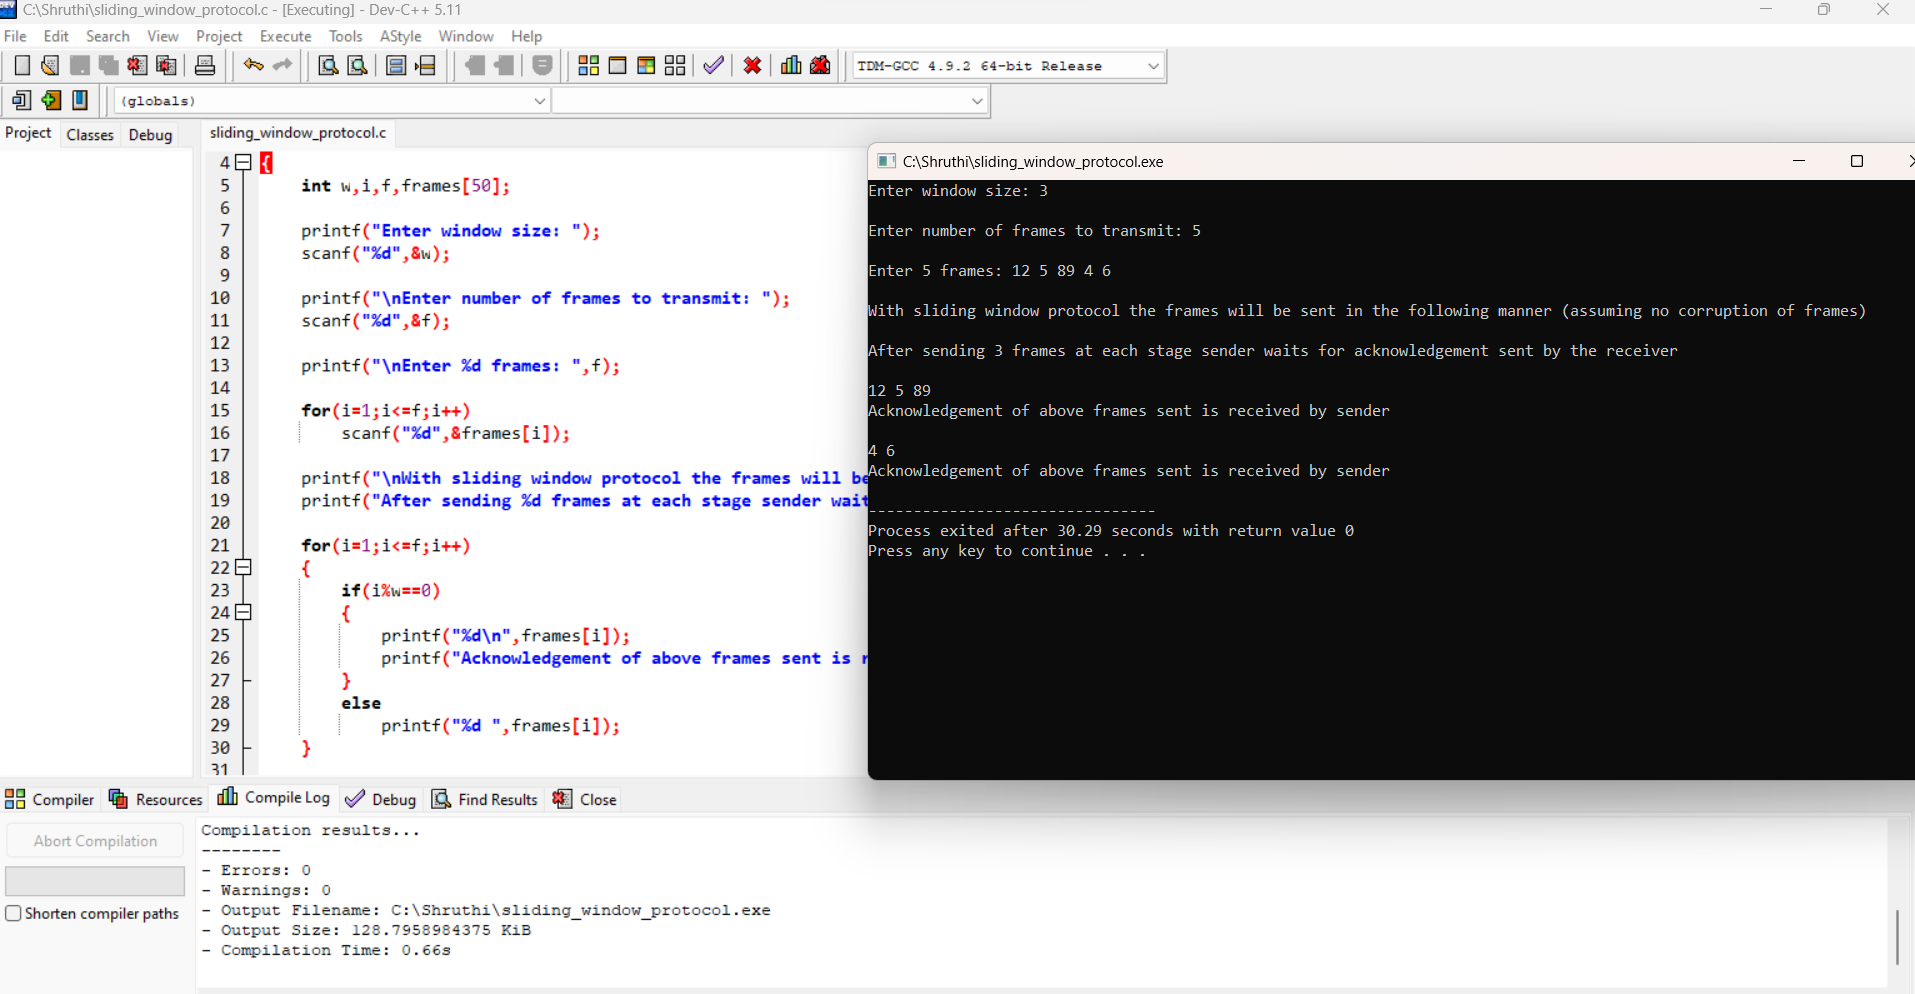 C:\Shruthi\sliding_window_protocol.c - [Executing] - Dev-C++ 5.11
File Edit Search View Project Execute Tools AStyle Window Help
TDM-GCC 4.9.2 64-bit Release
(globals)
Project Classes Debug
sliding_window_protocol.c
4 {
5 int w,i,f,frames[50];
6
7 printf("Enter window size: ");
8 scanf("%d",&w);
9
10 printf("\nEnter number of frames to transmit: ");
11 scanf("%d",&f);
12
13 printf("\nEnter %d frames: ",f);
14
15 for(i=1;i<=f;i++)
16 scanf("%d",&frames[i]);
17
18 printf("\nWith sliding window protocol the frames will be
19 printf("After sending %d frames at each stage sender wait
20
21 for(i=1;i<=f;i++)
22 {
23 if(i%w==0)
24 {
25 printf("%d\n",frames[i]);
26 printf("Acknowledgement of above frames sent is r
27 }
28 else
29 printf("%d ",frames[i]);
30 }
31
C:\Shruthi\sliding_window_protocol.exe
Enter window size: 3
Enter number of frames to transmit: 5
Enter 5 frames: 12 5 89 4 6
With sliding window protocol the frames will be sent in the following manner (assuming no corruption of frames)
After sending 3 frames at each stage sender waits for acknowledgement sent by the receiver
12 5 89
Acknowledgement of above frames sent is received by sender
4 6
Acknowledgement of above frames sent is received by sender
--------------------------------
Process exited after 30.29 seconds with return value 0
Press any key to continue . . .
Compiler Resources Compile Log Debug Find Results Close
Abort Compilation
Shorten compiler paths
Compilation results...
--------
- Errors: 0
- Warnings: 0
- Output Filename: C:\Shruthi\sliding_window_protocol.exe
- Output Size: 128.7958984375 KiB
- Compilation Time: 0.66s